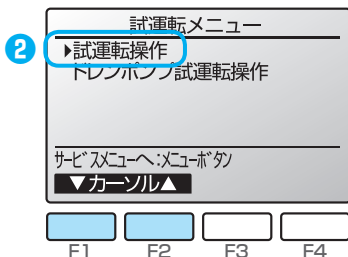 試運転メニュー
2 ▶試運転操作
ドレンポンプ試運転操作
サービスメニューへ:メニューボタン
▼カーソル▲
F1 F2 F3 F4